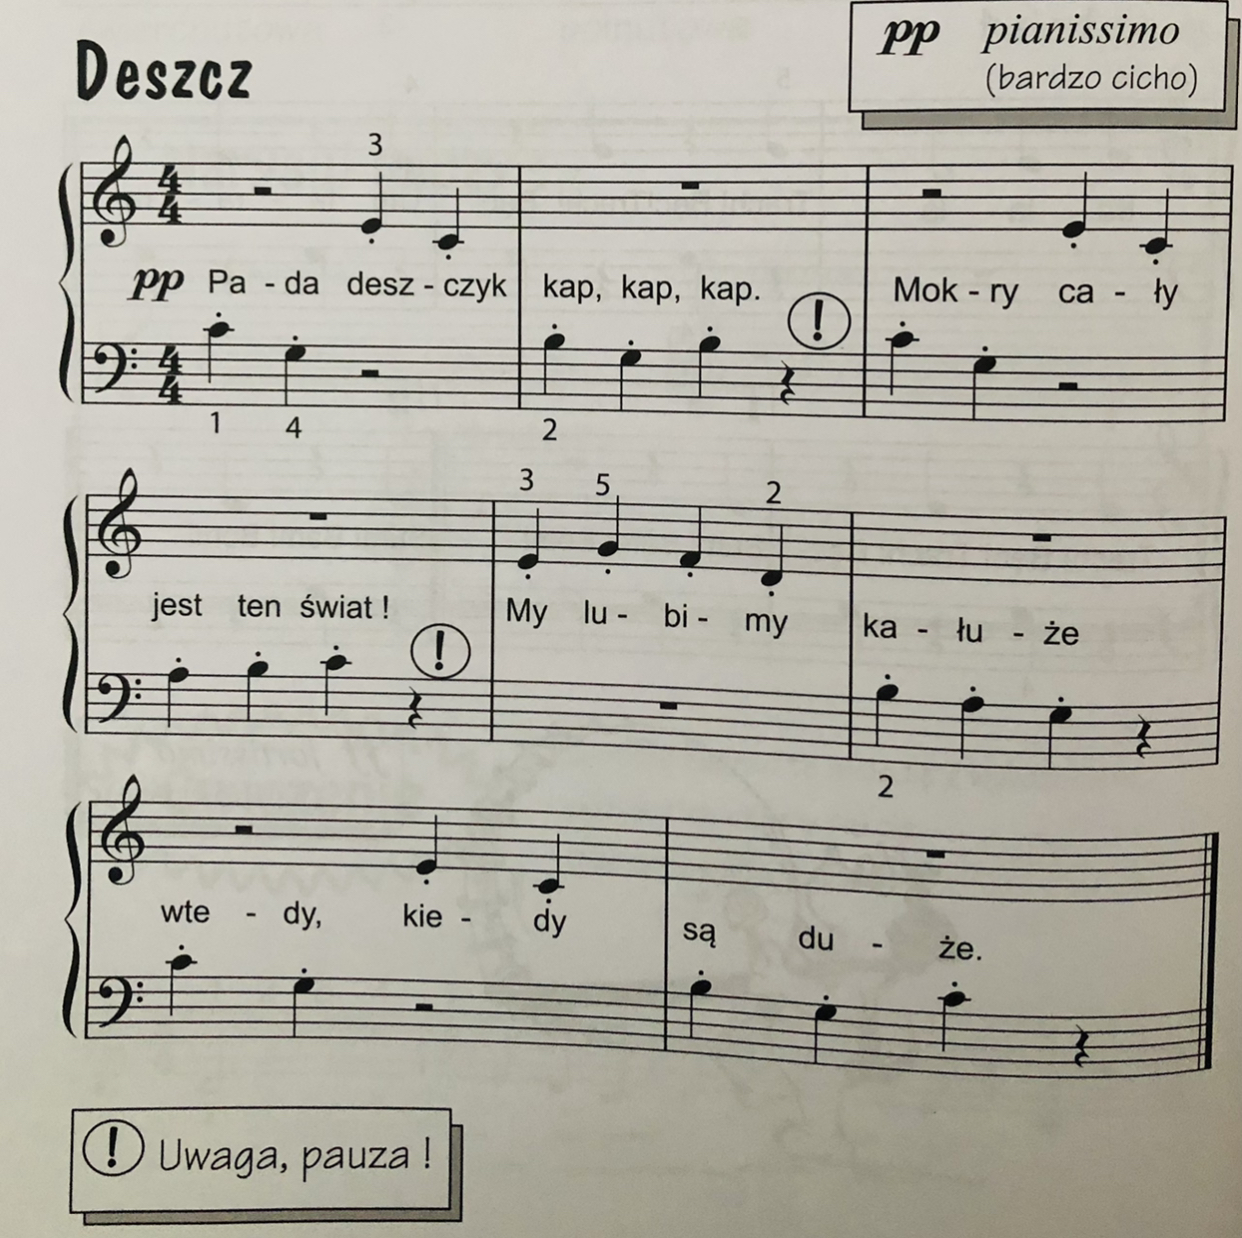 pp pianissimo
(bardzo cicho)
Deszcz
3
4 4
pp Pa - da desz - czyk kap, kap, kap. Mok - ry ca - ły
!
4 4
1 4 2
3 5 2
jest ten świat ! My lu - bi - my ka - łu - że
!
2
wte - dy, kie - dy są du - że.
! Uwaga, pauza !